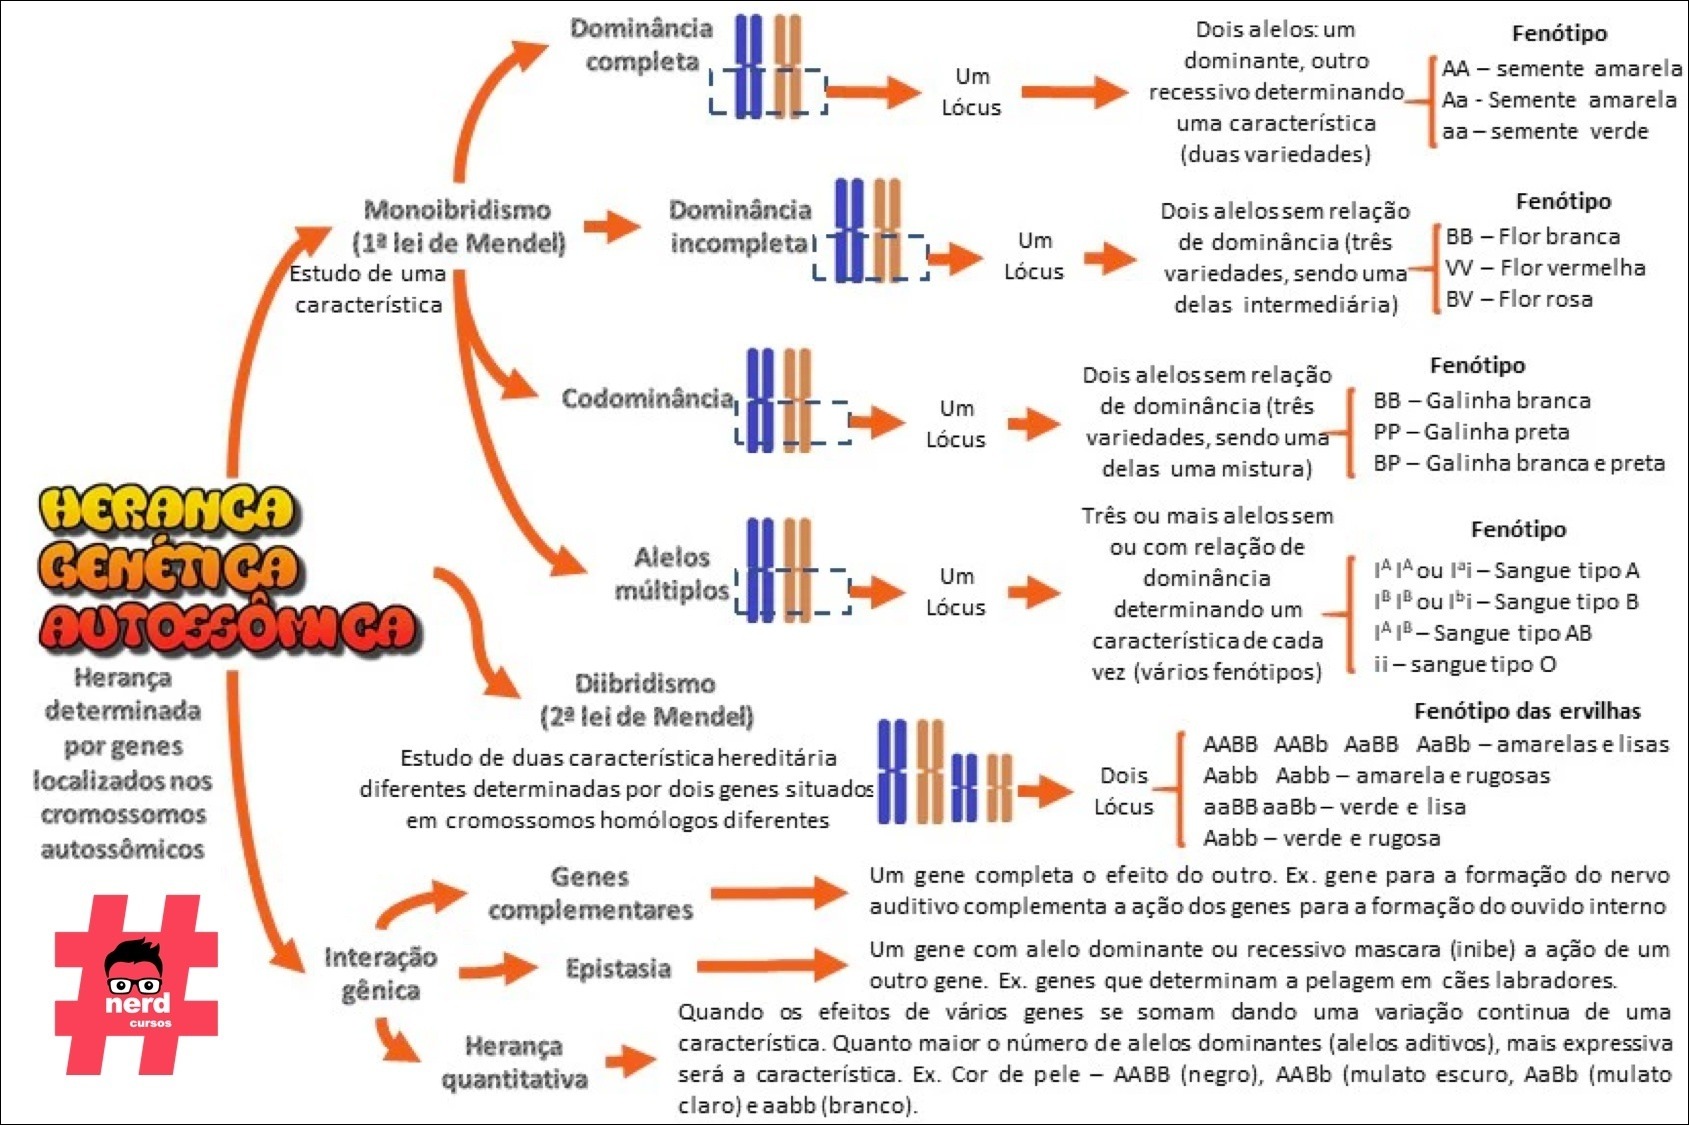 HERANÇA
GENÉTICA
AUTOSSÔMICA
Herança
determinada
por genes
localizados nos
cromossomos
autossômicos
Monoibridismo
(1ª lei de Mendel)
Estudo de uma
característica
Dominância
completa
Um
Lócus
Dois alelos: um
dominante, outro
recessivo determinando
uma característica
(duas variedades)
Fenótipo
AA – semente amarela
Aa - Semente amarela
aa – semente verde
Dominância
incompleta
Um
Lócus
Dois alelos sem relação
de dominância (três
variedades, sendo uma
delas intermediária)
Fenótipo
BB – Flor branca
VV – Flor vermelha
BV – Flor rosa
Codominância
Um
Lócus
Dois alelos sem relação
de dominância (três
variedades, sendo uma
delas uma mistura)
Fenótipo
BB – Galinha branca
PP – Galinha preta
BP – Galinha branca e preta
Alelos
múltiplos
Um
Lócus
Três ou mais alelos sem
ou com relação de
dominância
determinando um
característica de cada
vez (vários fenótipos)
Fenótipo
Iᴬ Iᴬ ou Iᵃi – Sangue tipo A
Iᴮ Iᴮ ou Iᵇi – Sangue tipo B
Iᴬ Iᴮ – Sangue tipo AB
ii – sangue tipo O
Diibridismo
(2ª lei de Mendel)
Estudo de duas característica hereditária
diferentes determinadas por dois genes situados
em cromossomos homólogos diferentes
Dois
Lócus
Fenótipo das ervilhas
AABB AABb AaBB AaBb – amarelas e lisas
Aabb Aabb – amarela e rugosas
aaBB aaBb – verde e lisa
Aabb – verde e rugosa
Interação
gênica
Genes
complementares
Um gene completa o efeito do outro. Ex. gene para a formação do nervo
auditivo complementa a ação dos genes para a formação do ouvido interno
Epistasia
Um gene com alelo dominante ou recessivo mascara (inibe) a ação de um
outro gene. Ex. genes que determinam a pelagem em cães labradores.
Herança
quantitativa
Quando os efeitos de vários genes se somam dando uma variação continua de uma
característica. Quanto maior o número de alelos dominantes (alelos aditivos), mais expressiva
será a característica. Ex. Cor de pele – AABB (negro), AABb (mulato escuro, AaBb (mulato
claro) e aabb (branco).
nerd
cursos